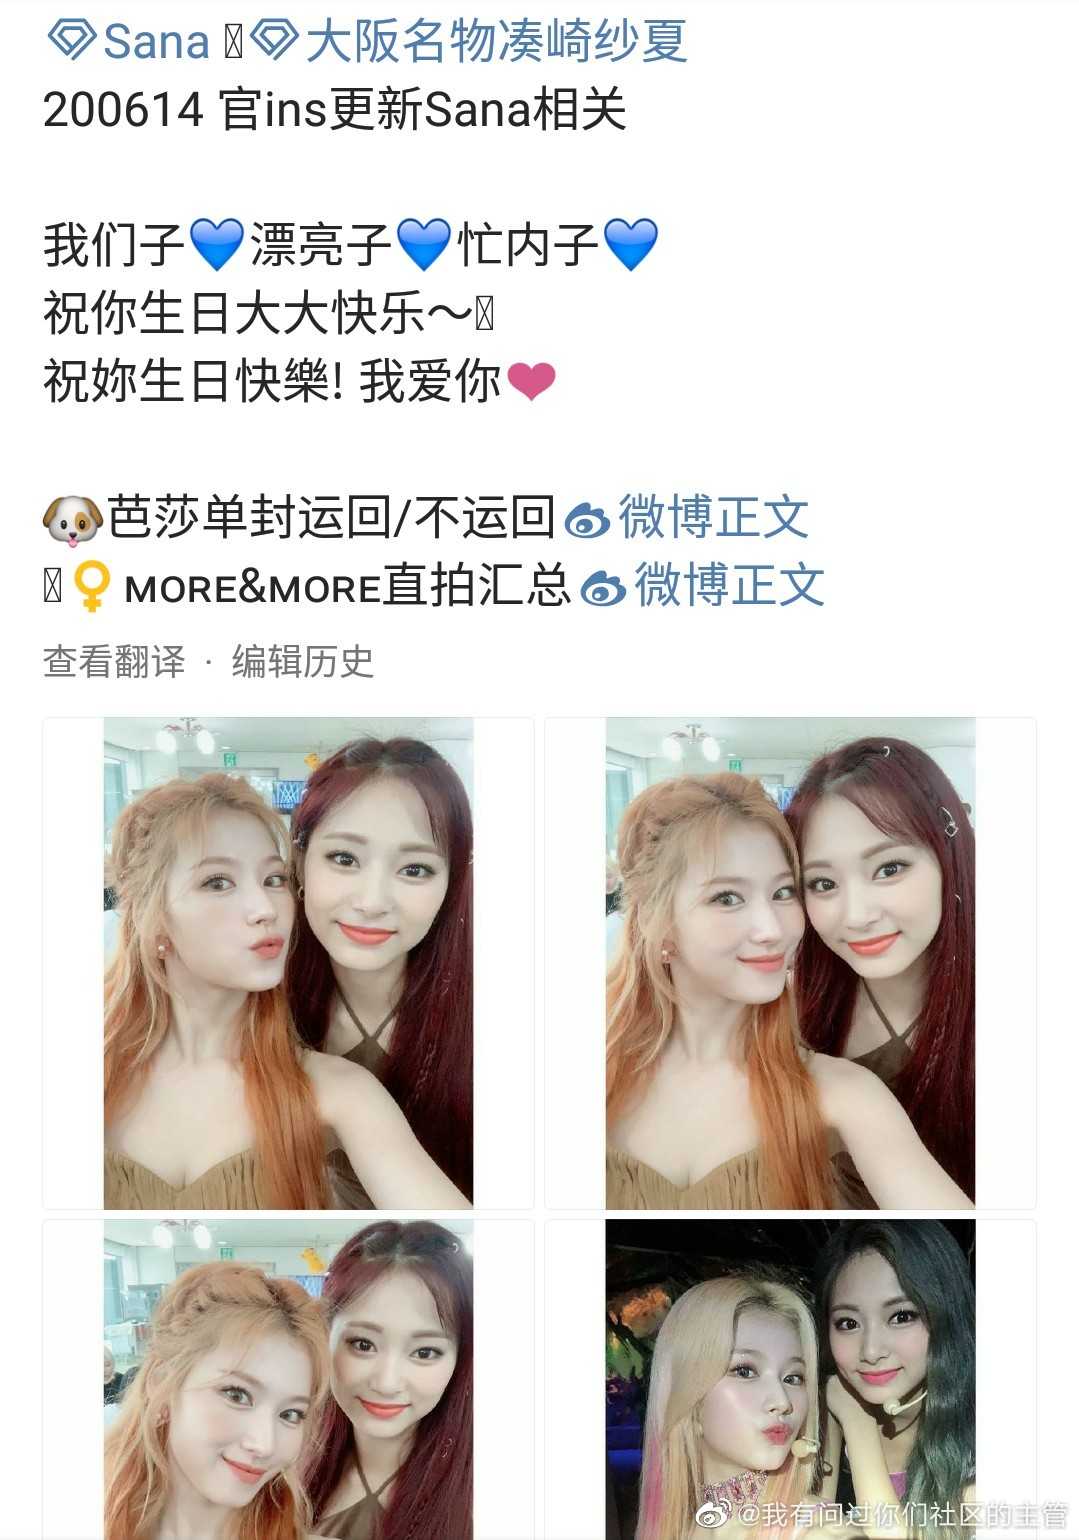 Sana 大阪名物凑崎纱夏
200614 官ins更新Sana相关
我们子💙漂亮子💙忙内子💙
祝你生日大大快乐～
祝妳生日快樂! 我爱你❤
🐶芭莎单封运回/不运回微博正文
♀ MORE&MORE直拍汇总微博正文
查看翻译 · 编辑历史
@我有问过你们社区的主管